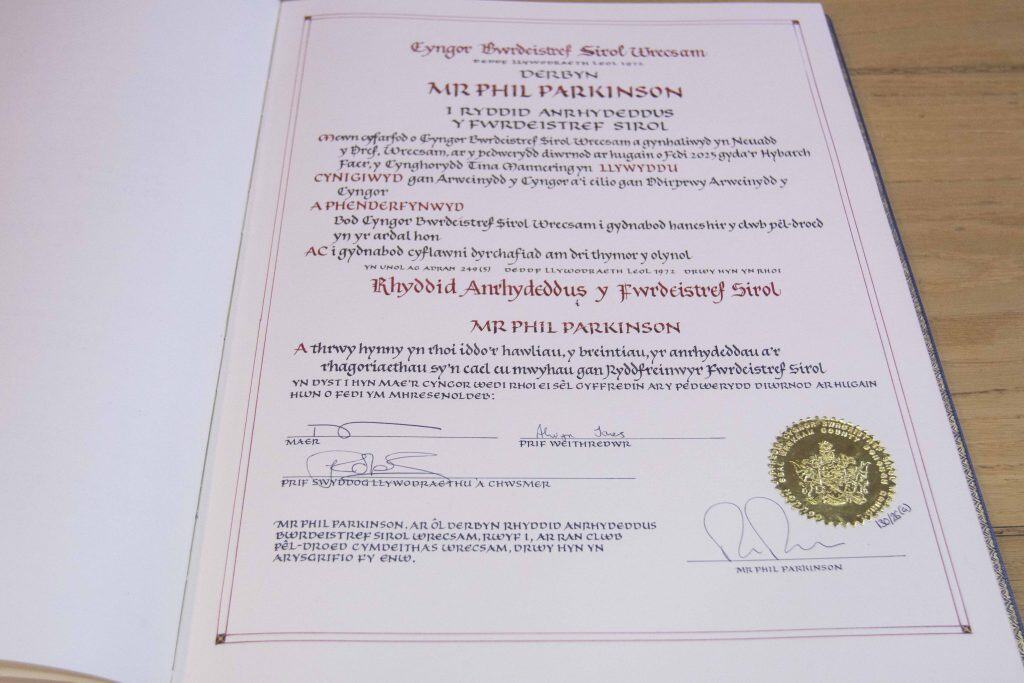 Cyngor Bwrdeistref Sirol Wrecsam
DEDDF LLYWODRAETH LEOL 1972
DERBYN
MR PHIL PARKINSON
I RYDDID ANRHYDEDDUS
Y FWRDEISTREF SIROL
Mewn cyfarfod o Cyngor Bwrdeistref Sirol Wrecsam a gynhaliwyd yn Neuadd
y Dref, Wrecsam, ar y pedwerydd diwrnod ar hugain o Fedi 2025 gyda'r Hybarch
Faer, y Cynghorydd Tina Mannering yn LLYWYDDU
CYNIGIWYD gan Arweinydd y Cyngor a'i eilio gan Ddirprwy Arweinydd y
Cyngor
A PHENDERFYNWYD
Bod Cyngor Bwrdeistref Sirol Wrecsam i gydnabod hanes hir y clwb pêl-droed
yn yr ardal hon
AC i gydnabod cyflawni dyrchafiad am dri thymor y olynol
YN UNOL AG ADRAN 249(5) DEDDF LLYWODRAETH LEOL 1972 DRWY HYN YN RHOI
Rhyddid Anrhydeddus y Fwrdeistref Sirol
i
MR PHIL PARKINSON
A thrwy hynny yn rhoi iddo'r hawliau, y breintiau, yr anrhydeddau a'r
rhagoriaethau sy'n cael eu mwyhau gan Ryddfreinwyr Fwrdeistref Sirol
YN DYST I HYN MAE'R CYNGOR WEDI RHOI EI SÊL GYFFREDIN AR Y PEDWERYDD DIWRNOD AR HUGAIN
HWN O FEDI YM MHRESENOLDEB:
MAER
Alwyn Jones
PRIF WEITHREDWR
PRIF SWYDDOG LLYWODRAETHU A CHWSMER
130/25(G)
MR PHIL PARKINSON, AR ÔL DERBYN RHYDDID ANRHYDEDDUS
BWRDEISTREF SIROL WRECSAM, RWYF I, AR RAN CLWB
PÊL-DROED CYMDEITHAS WRECSAM, DRWY HYN YN
ARYSGRIFIO FY ENW.
MR PHIL PARKINSON